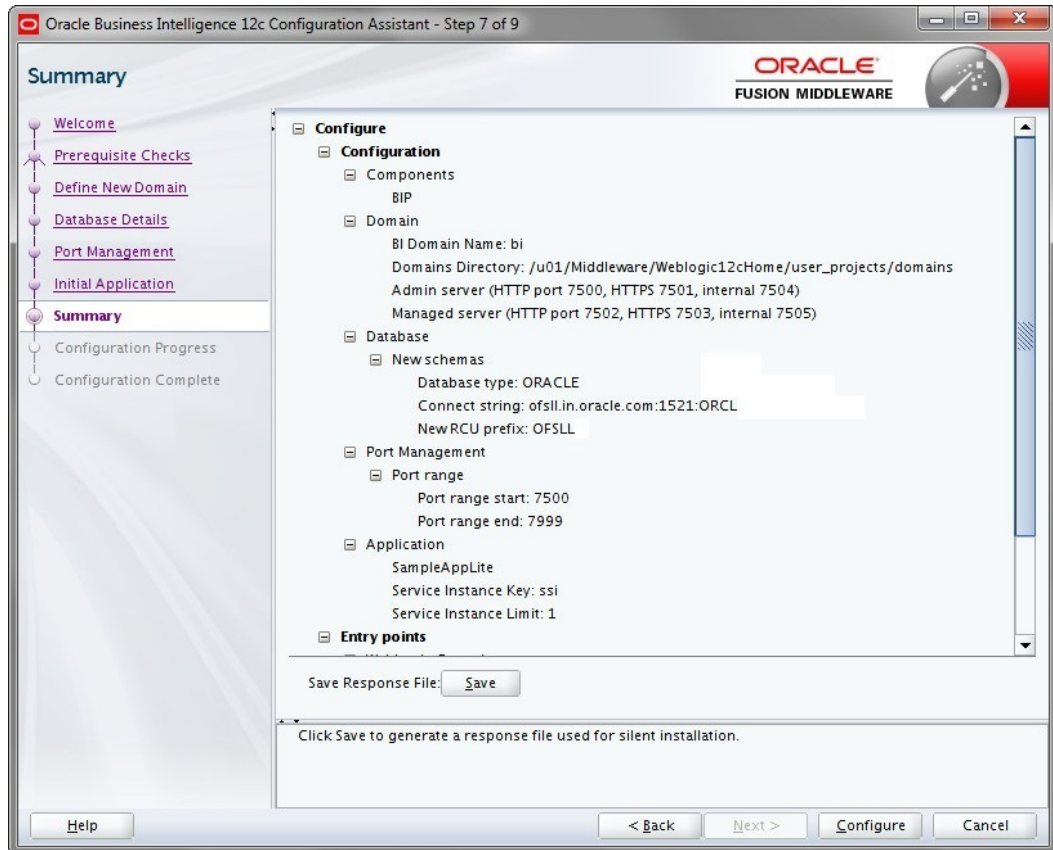 Oracle Business Intelligence 12c Configuration Assistant - Step 7 of 9
Summary
ORACLE
FUSION MIDDLEWARE
Welcome
Prerequisite Checks
Define New Domain
Database Details
Port Management
Initial Application
Summary
Configuration Progress
Configuration Complete
Configure
Configuration
Components
BIP
Domain
BI Domain Name: bi
Domains Directory: /u01/Middleware/Weblogic12cHome/user_projects/domains
Admin server (HTTP port 7500, HTTPS 7501, internal 7504)
Managed server (HTTP port 7502, HTTPS 7503, internal 7505)
Database
New schemas
Database type: ORACLE
Connect string: ofsll.in.oracle.com:1521:ORCL
New RCU prefix: OFSLL
Port Management
Port range
Port range start: 7500
Port range end: 7999
Application
SampleAppLite
Service Instance Key: ssi
Service Instance Limit: 1
Entry points
Save Response File: Save
Click Save to generate a response file used for silent installation.
Help
< Back
Next >
Configure
Cancel